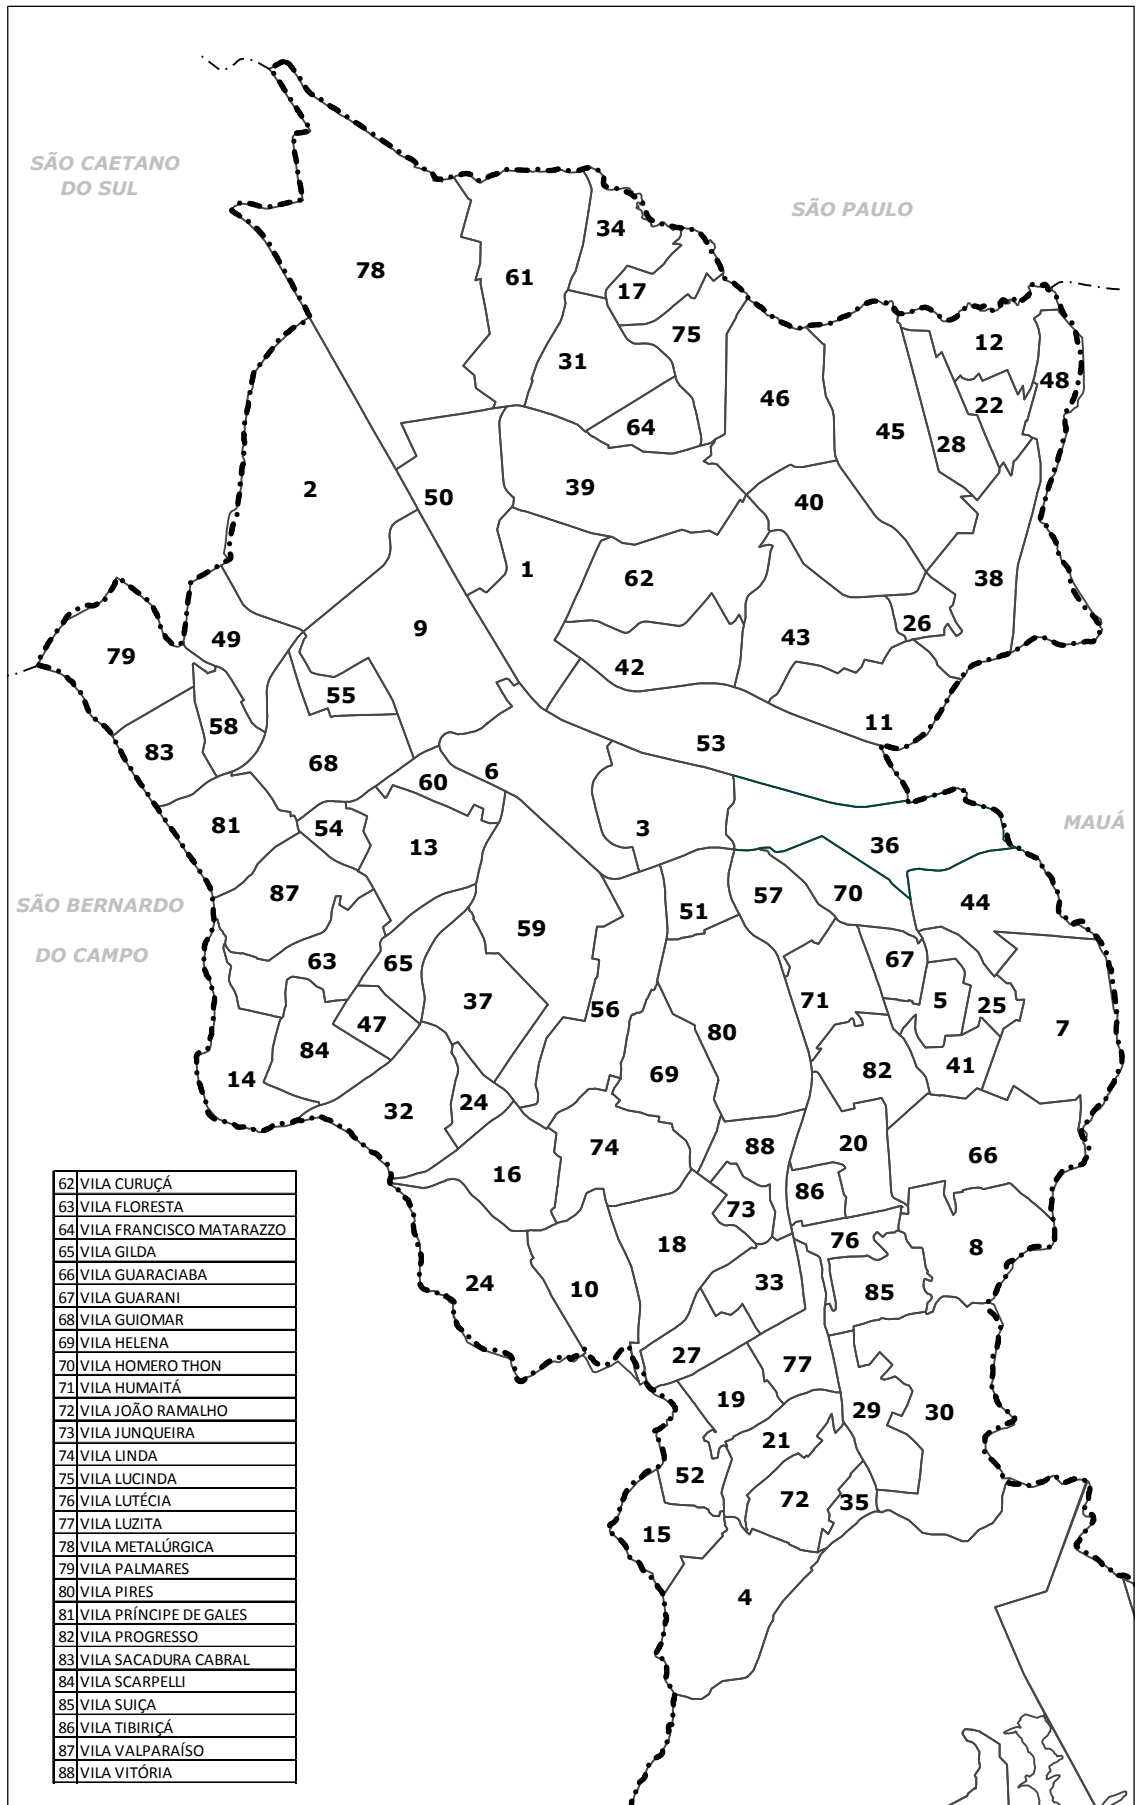 SÃO CAETANO
DO SUL
SÃO PAULO
34
78
61
17
75
12
31
48
46
22
64
45
28
2
50
39
40
1
62
38
9
49
26
43
79
42
55
58
11
83
53
68
6
60
81
54
3
MAUÁ
13
36
87
57
70
SÃO BERNARDO
44
51
59
DO CAMPO
63
65
67
37
71
5
25
47
56
80
7
84
41
14
69
82
24
32
74
88
20
66
16
86
73
18
76
8
24
10
33
85
27
77
19
29
30
21
52
72
35
15
4
62 VILA CURUÇÁ
63 VILA FLORESTA
64 VILA FRANCISCO MATARAZZO
65 VILA GILDA
66 VILA GUARACIABA
67 VILA GUARANI
68 VILA GUIOMAR
69 VILA HELENA
70 VILA HOMERO THON
71 VILA HUMAITÁ
72 VILA JOÃO RAMALHO
73 VILA JUNQUEIRA
74 VILA LINDA
75 VILA LUCINDA
76 VILA LUTÉCIA
77 VILA LUZITA
78 VILA METALÚRGICA
79 VILA PALMARES
80 VILA PIRES
81 VILA PRÍNCIPE DE GALES
82 VILA PROGRESSO
83 VILA SACADURA CABRAL
84 VILA SCARPELLI
85 VILA SUIÇA
86 VILA TIBIRIÇÁ
87 VILA VALPARAÍSO
88 VILA VITÓRIA